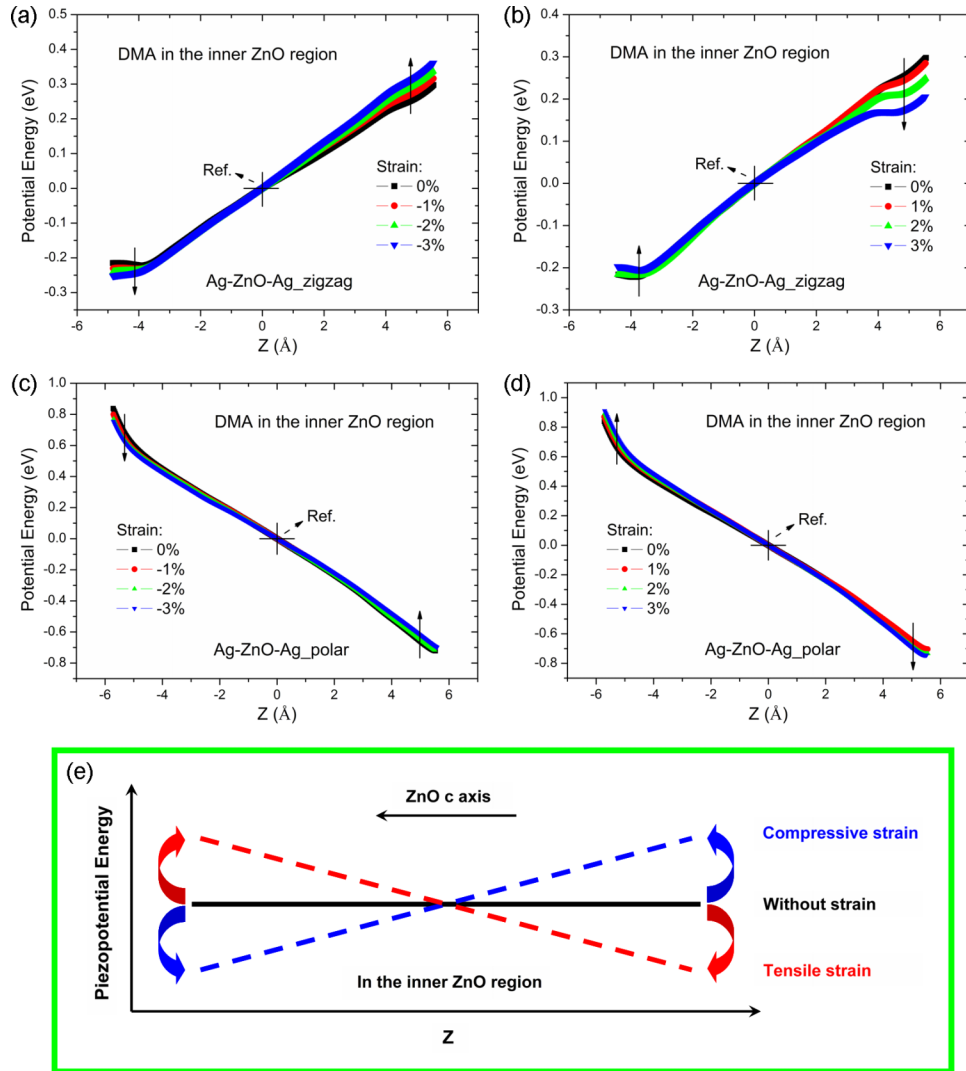 (a)
DMA in the inner ZnO region
Ref.
Strain:
0%
-1%
-2%
-3%
Ag-ZnO-Ag_zigzag
Potential Energy (eV)
0.3
0.2
0.1
0.0
-0.1
-0.2
-0.3
-6 -4 -2 0 2 4 6
Z (Å)
(b)
DMA in the inner ZnO region
Ref.
Strain:
0%
1%
2%
3%
Ag-ZnO-Ag_zigzag
Potential Energy (eV)
0.3
0.2
0.1
0.0
-0.1
-0.2
0.3
-6 -4 -2 0 2 4 6
Z (Å)
(c)
DMA in the inner ZnO region
Ref.
Strain:
0%
-1%
-2%
-3%
Ag-ZnO-Ag_polar
Potential Energy (eV)
1.0
0.8
0.6
0.4
0.2
0.0
-0.2
-0.4
-0.6
-0.8
-6 -4 -2 0 2 4 6
Z (Å)
(d)
DMA in the inner ZnO region
Ref.
Strain:
0%
1%
2%
3%
Ag-ZnO-Ag_polar
Potential Energy (eV)
1.0
0.8
0.6
0.4
0.2
0.0
-0.2
-0.4
-0.6
-0.8
-6 -4 -2 0 2 4 6
Z (Å)
(e)
ZnO c axis
Piezopotential Energy
Compressive strain
Without strain
Tensile strain
In the inner ZnO region
Z